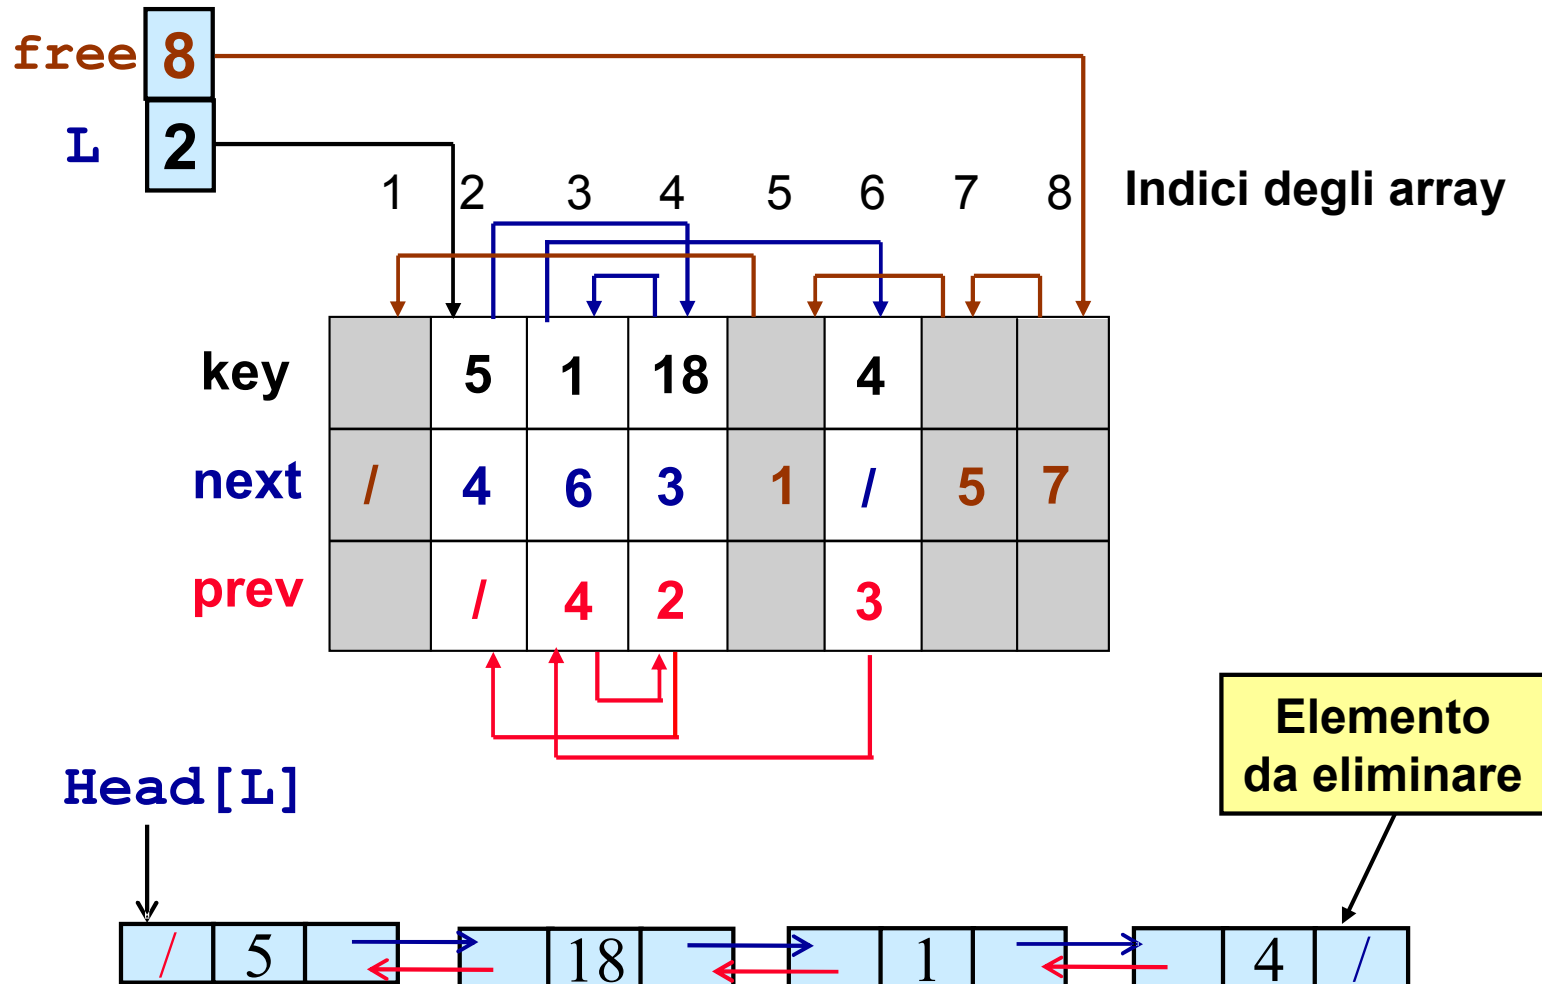 free 8
L 2
1 2 3 4 5 6 7 8 Indici degli array
key 5 1 18 4
next / 4 6 3 1 / 5 7
prev / 4 2 3
Elemento
da eliminare
Head[L]
/ 5 18 1 4 /